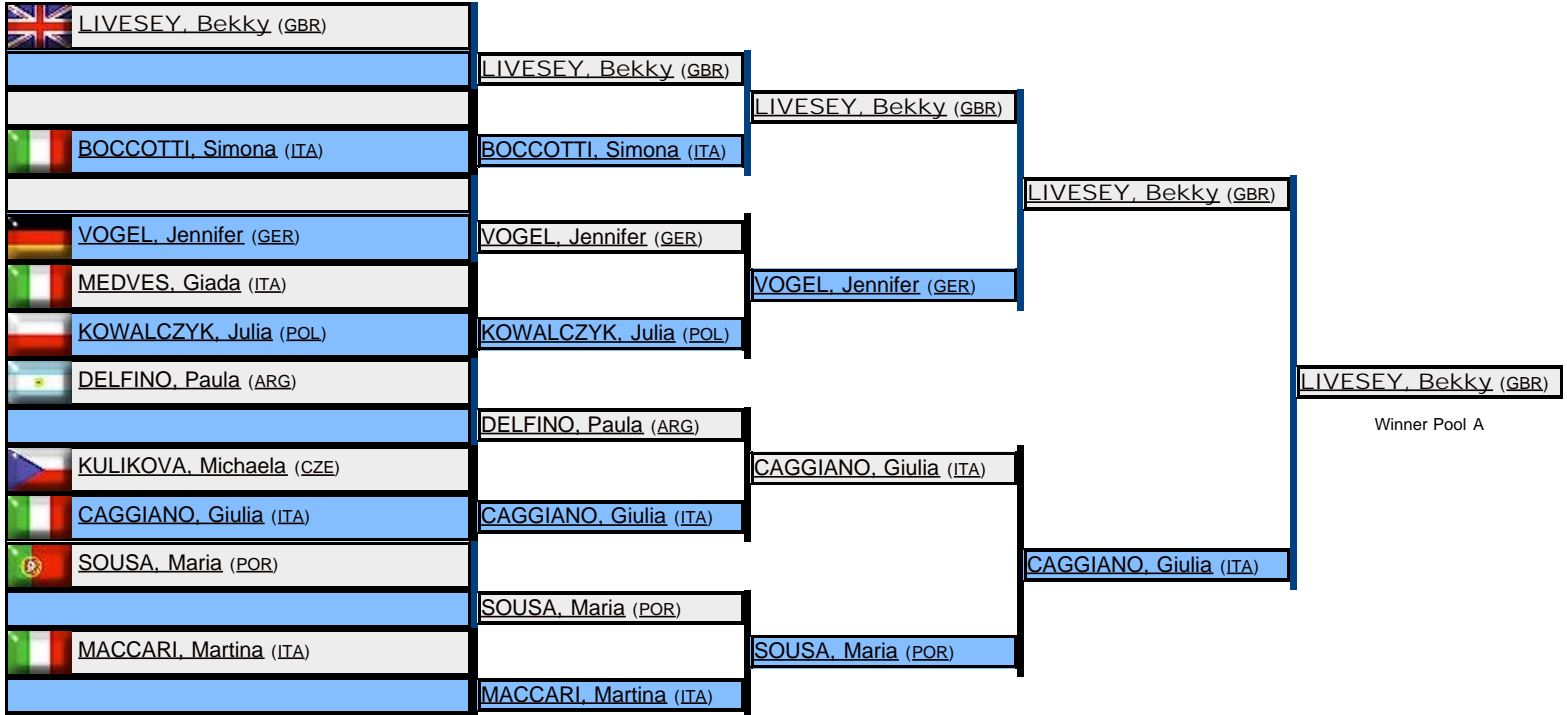 LIVESEY, Bekky (GBR)
BOCCOTTI, Simona (ITA)
VOGEL, Jennifer (GER)
MEDVES, Giada (ITA)
KOWALCZYK, Julia (POL)
DELFINO, Paula (ARG)
KULIKOVA, Michaela (CZE)
CAGGIANO, Giulia (ITA)
SOUSA, Maria (POR)
MACCARI, Martina (ITA)
LIVESEY, Bekky (GBR)
BOCCOTTI, Simona (ITA)
VOGEL, Jennifer (GER)
KOWALCZYK, Julia (POL)
DELFINO, Paula (ARG)
CAGGIANO, Giulia (ITA)
SOUSA, Maria (POR)
MACCARI, Martina (ITA)
LIVESEY, Bekky (GBR)
VOGEL, Jennifer (GER)
CAGGIANO, Giulia (ITA)
SOUSA, Maria (POR)
LIVESEY, Bekky (GBR)
CAGGIANO, Giulia (ITA)
LIVESEY, Bekky (GBR)
Winner Pool A